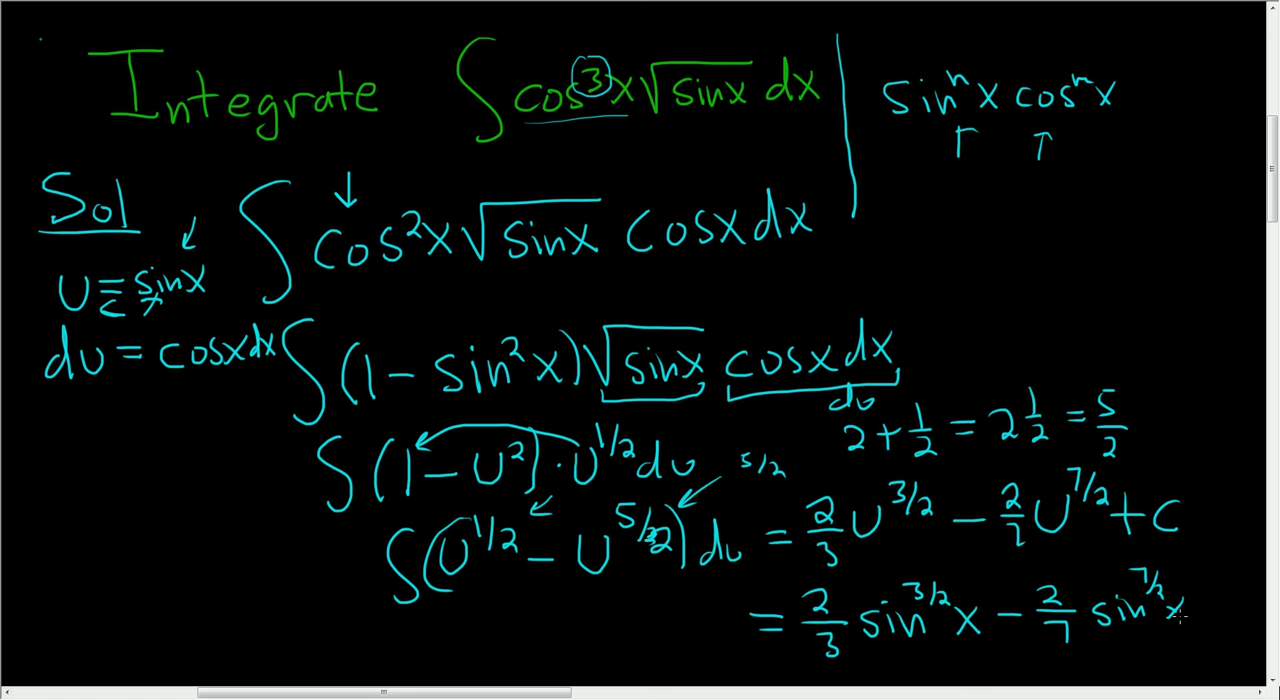 Integrate ∫ cos³x √sinx dx
sinⁿx cosⁿx
Sol
∫ cos²x √sinx cosx dx
U = sinx
du = cosxdx
∫ (1 - sin²x) √sinx cosx dx
du
2 + 1/2 = 2 1/2 = 5/2
∫ (1 - U²) · U^1/2 du
5/2
∫ (U^1/2 - U^5/2) du = 2/3 U^3/2 - 2/7 U^7/2 + C
= 2/3 sin^3/2 x - 2/7 sin^7/2 x